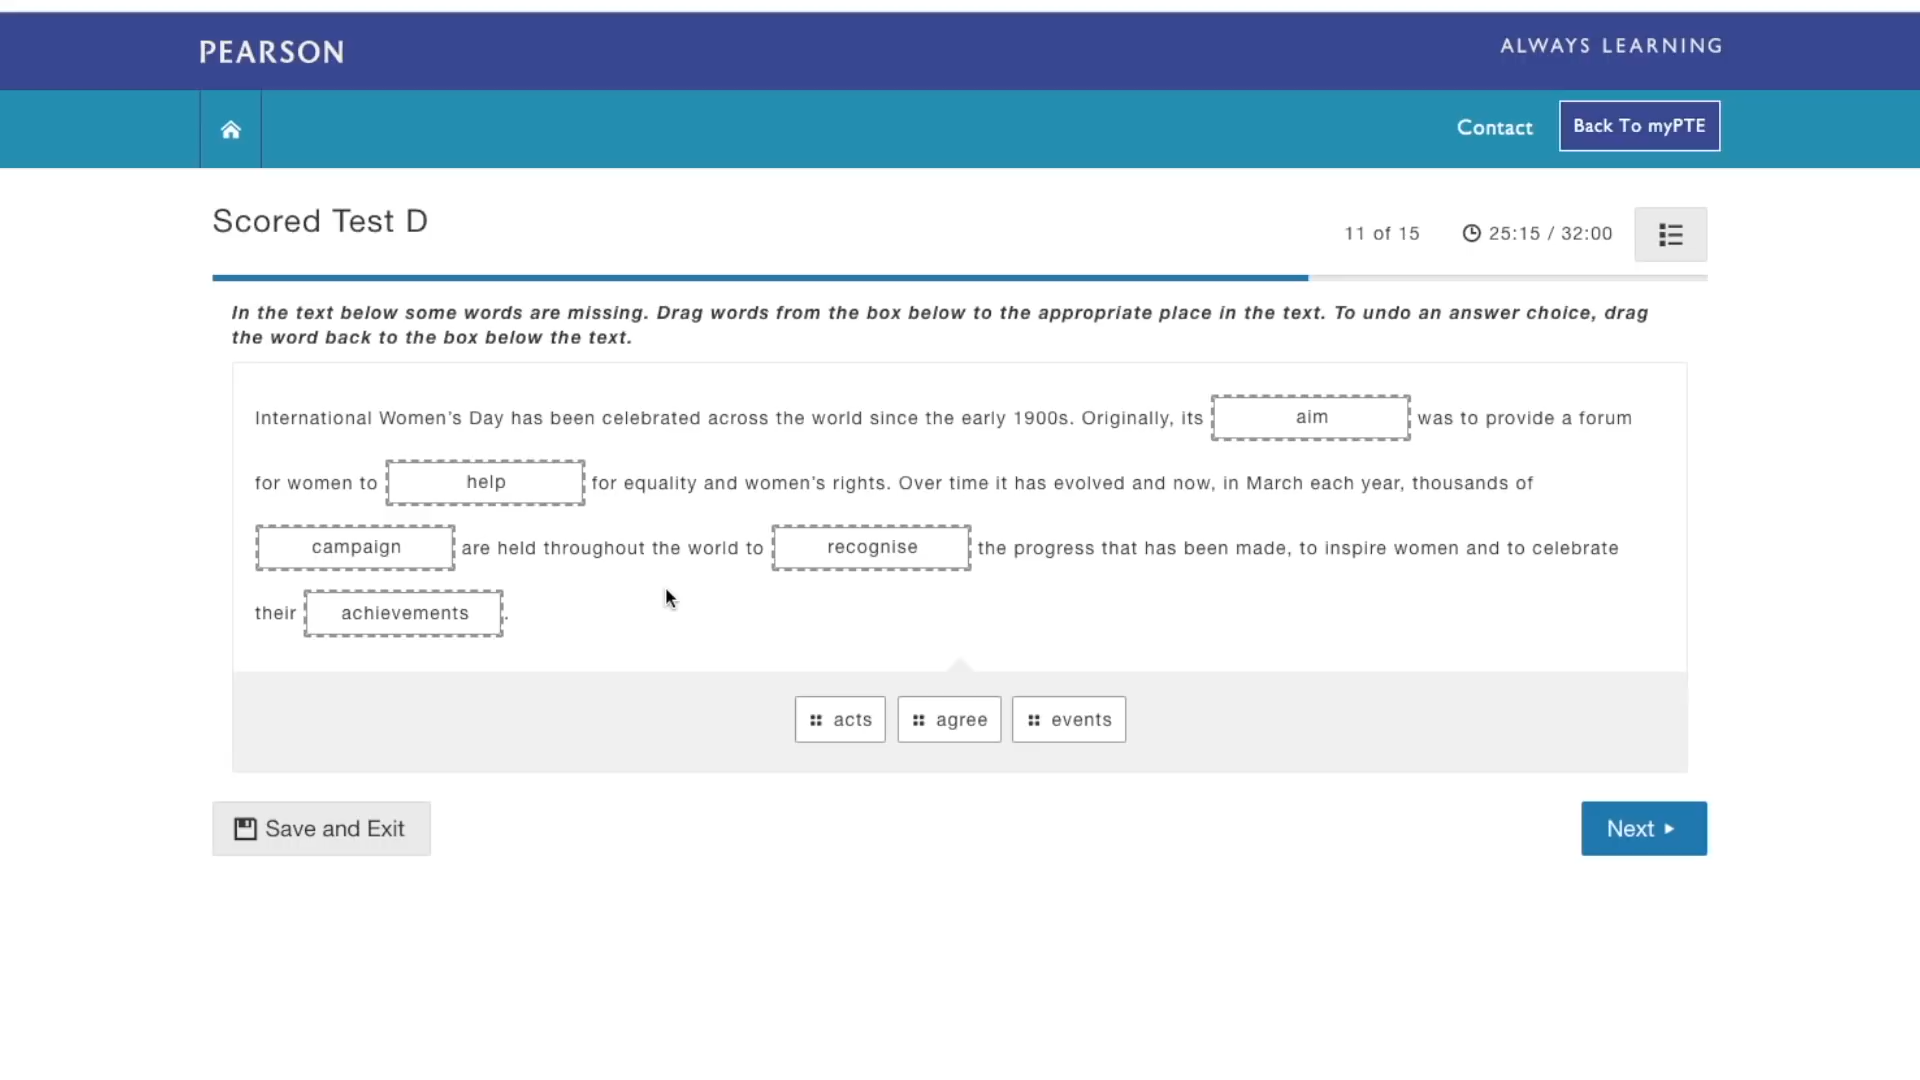 PEARSON
ALWAYS LEARNING
Contact
Back To myPTE
Scored Test D
11 of 15
25:15 / 32:00
In the text below some words are missing. Drag words from the box below to the appropriate place in the text. To undo an answer choice, drag
the word back to the box below the text.
International Women's Day has been celebrated across the world since the early 1900s. Originally, its aim was to provide a forum
for women to help for equality and women's rights. Over time it has evolved and now, in March each year, thousands of
campaign are held throughout the world to recognise the progress that has been made, to inspire women and to celebrate
their achievements.
acts agree events
Save and Exit
Next